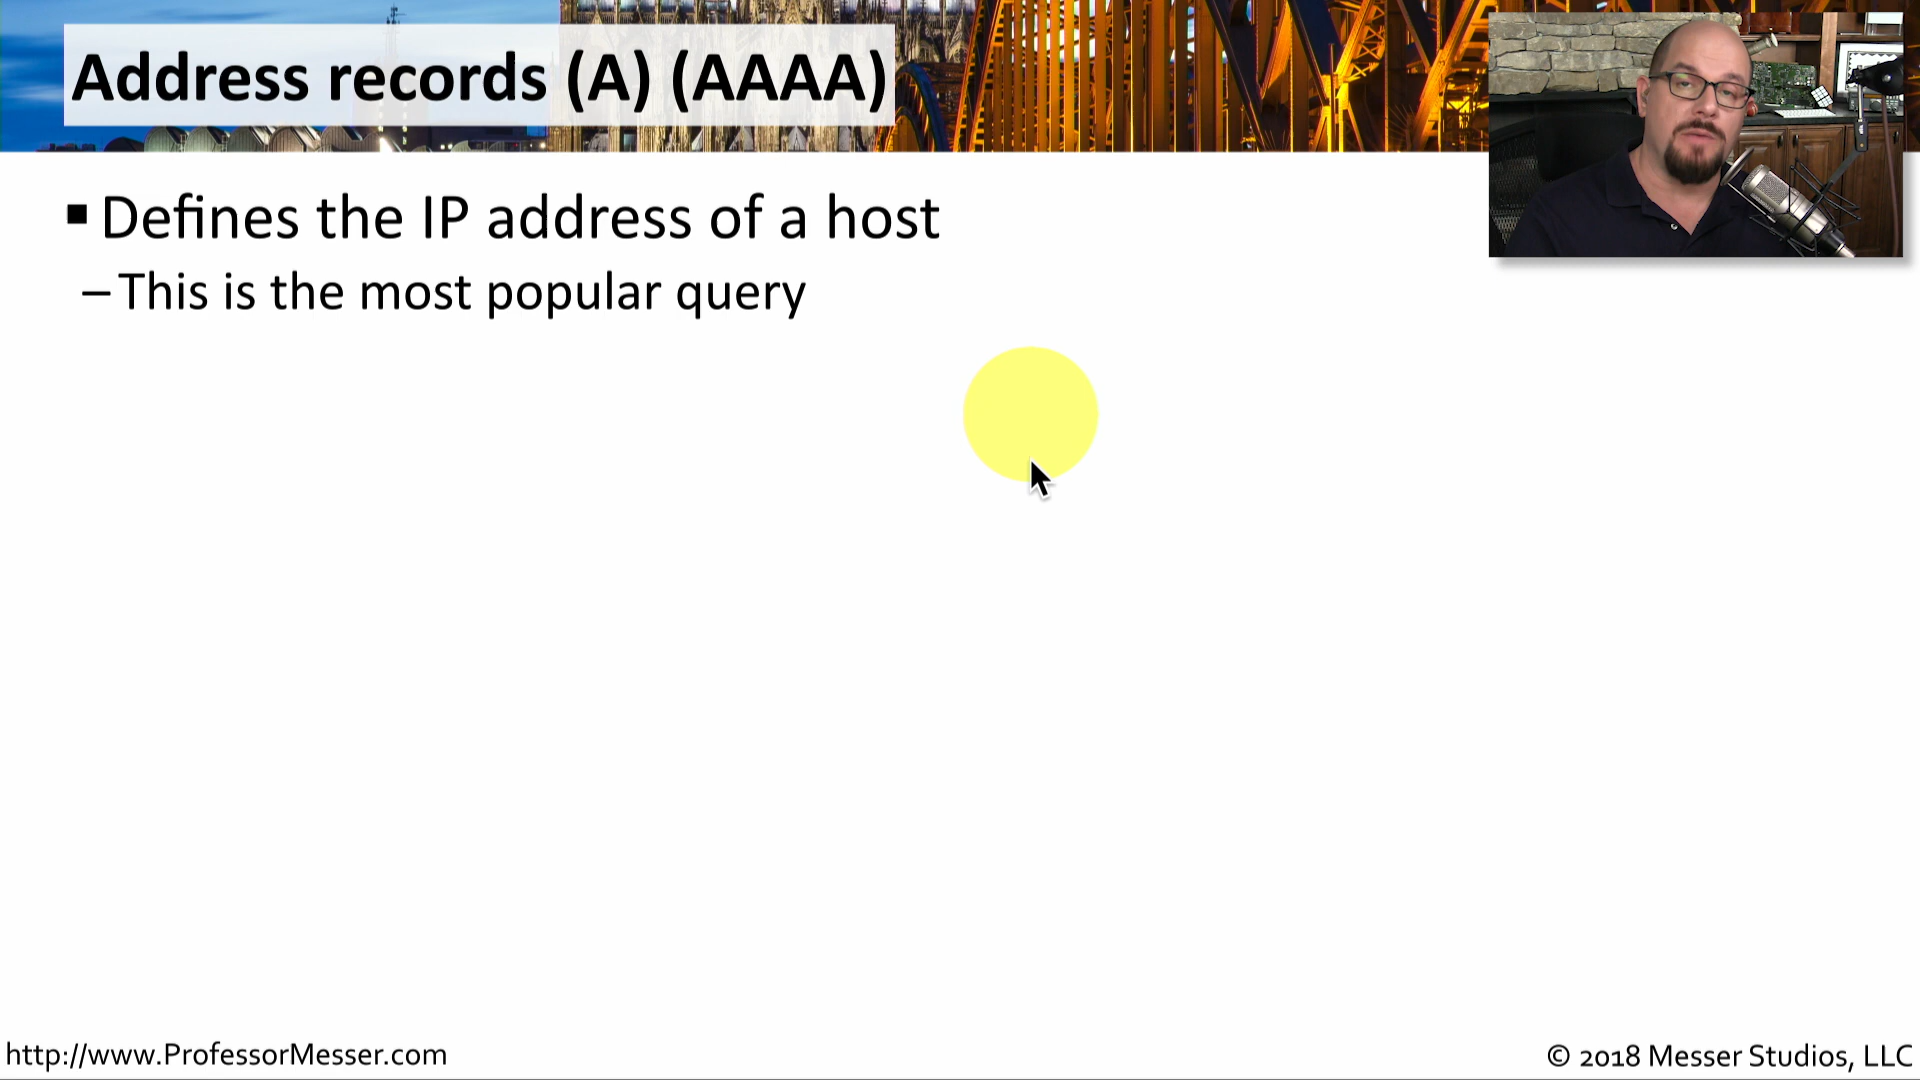 Address records (A) (AAAA)
▪ Defines the IP address of a host
– This is the most popular query
http://www.ProfessorMesser.com
© 2018 Messer Studios, LLC